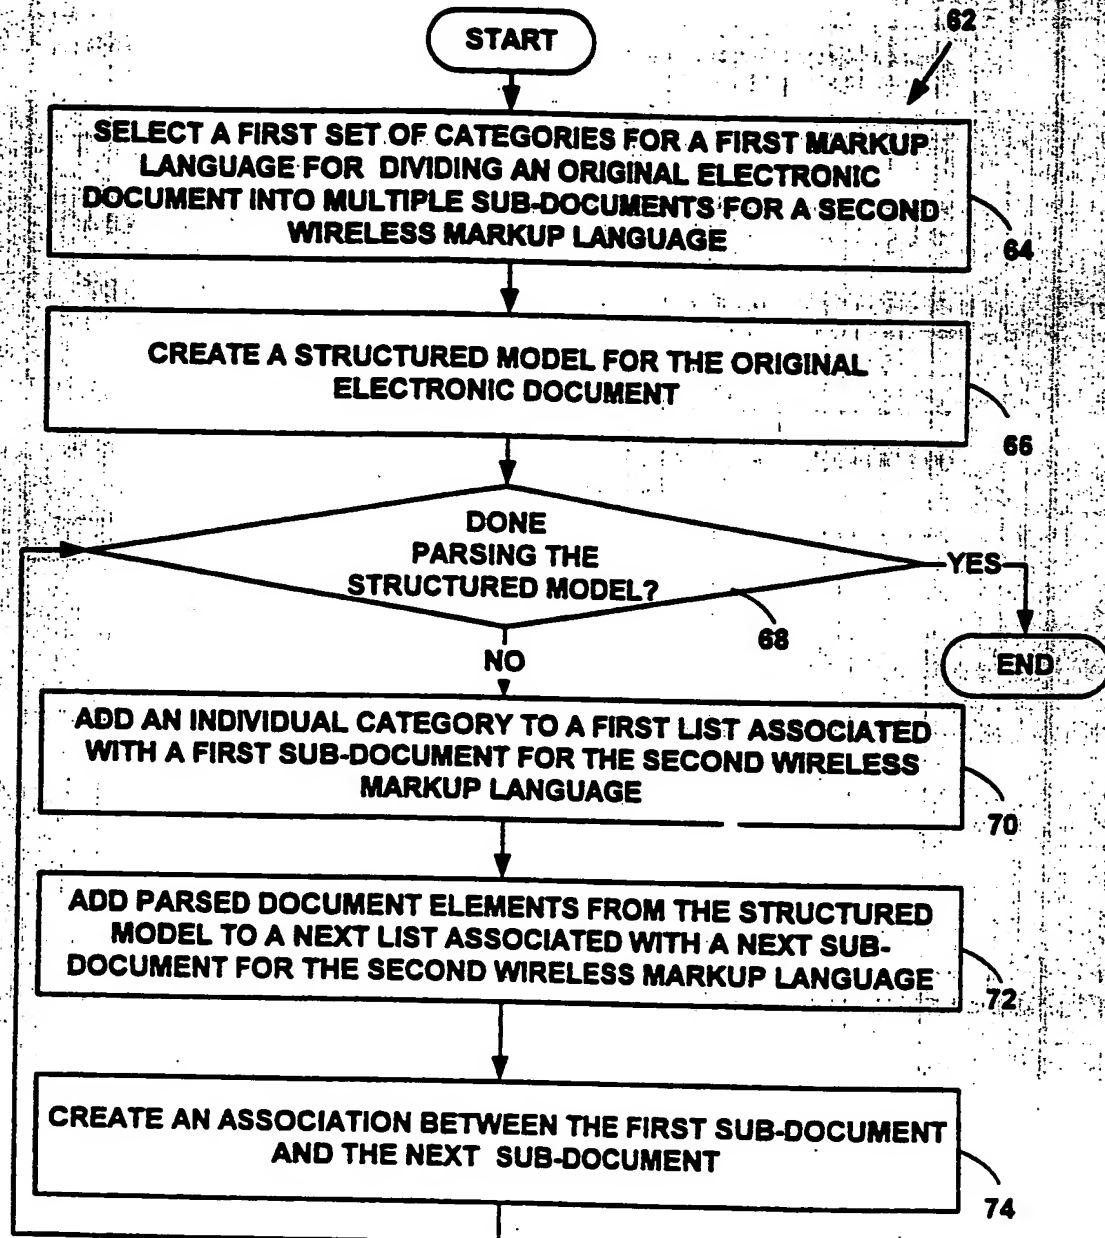 START
62
SELECT A FIRST SET OF CATEGORIES FOR A FIRST MARKUP
LANGUAGE FOR DIVIDING AN ORIGINAL ELECTRONIC
DOCUMENT INTO MULTIPLE SUB-DOCUMENTS FOR A SECOND
WIRELESS MARKUP LANGUAGE
64
CREATE A STRUCTURED MODEL FOR THE ORIGINAL
ELECTRONIC DOCUMENT
66
DONE
PARSING THE
STRUCTURED MODEL?
YES
68
NO
END
ADD AN INDIVIDUAL CATEGORY TO A FIRST LIST ASSOCIATED
WITH A FIRST SUB-DOCUMENT FOR THE SECOND WIRELESS
MARKUP LANGUAGE
70
ADD PARSED DOCUMENT ELEMENTS FROM THE STRUCTURED
MODEL TO A NEXT LIST ASSOCIATED WITH A NEXT SUB-
DOCUMENT FOR THE SECOND WIRELESS MARKUP LANGUAGE
72
CREATE AN ASSOCIATION BETWEEN THE FIRST SUB-DOCUMENT
AND THE NEXT SUB-DOCUMENT
74